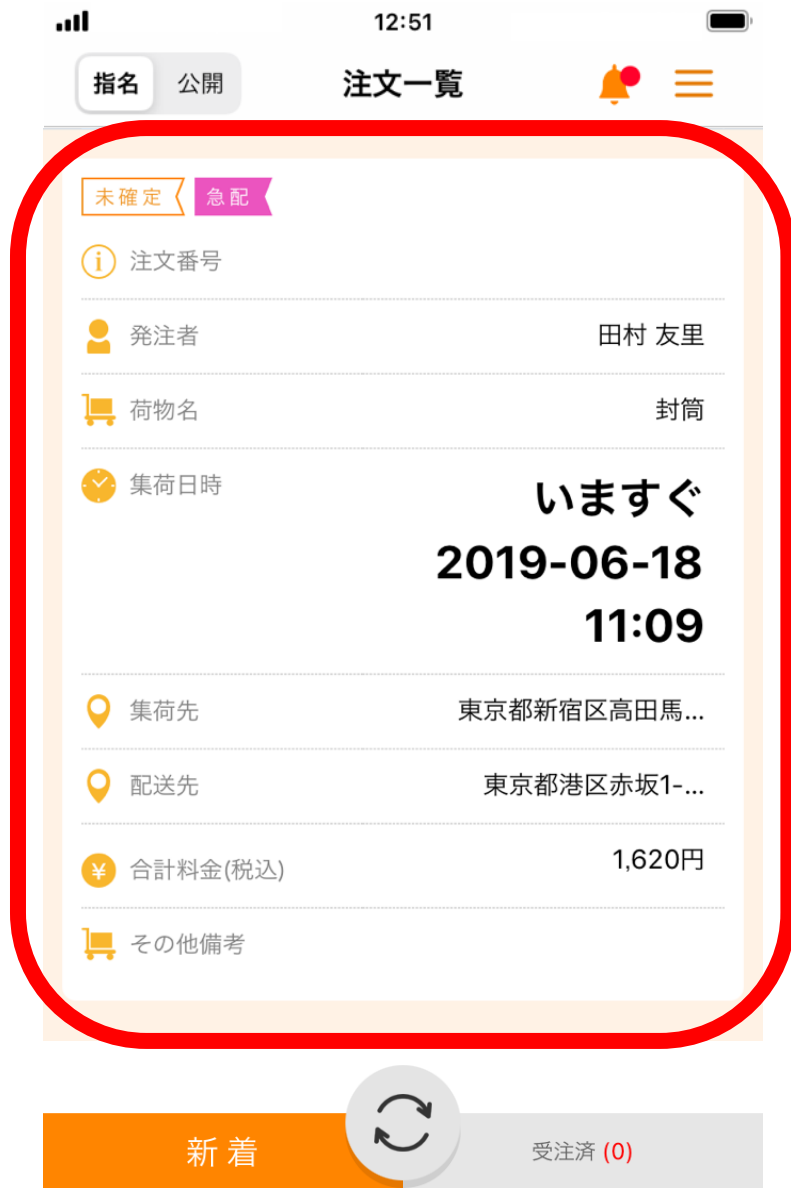 12:51
指名 公開 注文一覧
未確定 急配
注文番号
発注者 田村 友里
荷物名 封筒
集荷日時 いますぐ
2019-06-18
11:09
集荷先 東京都新宿区高田馬...
配送先 東京都港区赤坂1-...
合計料金(税込) 1,620円
その他備考
新着 受注済 (0)